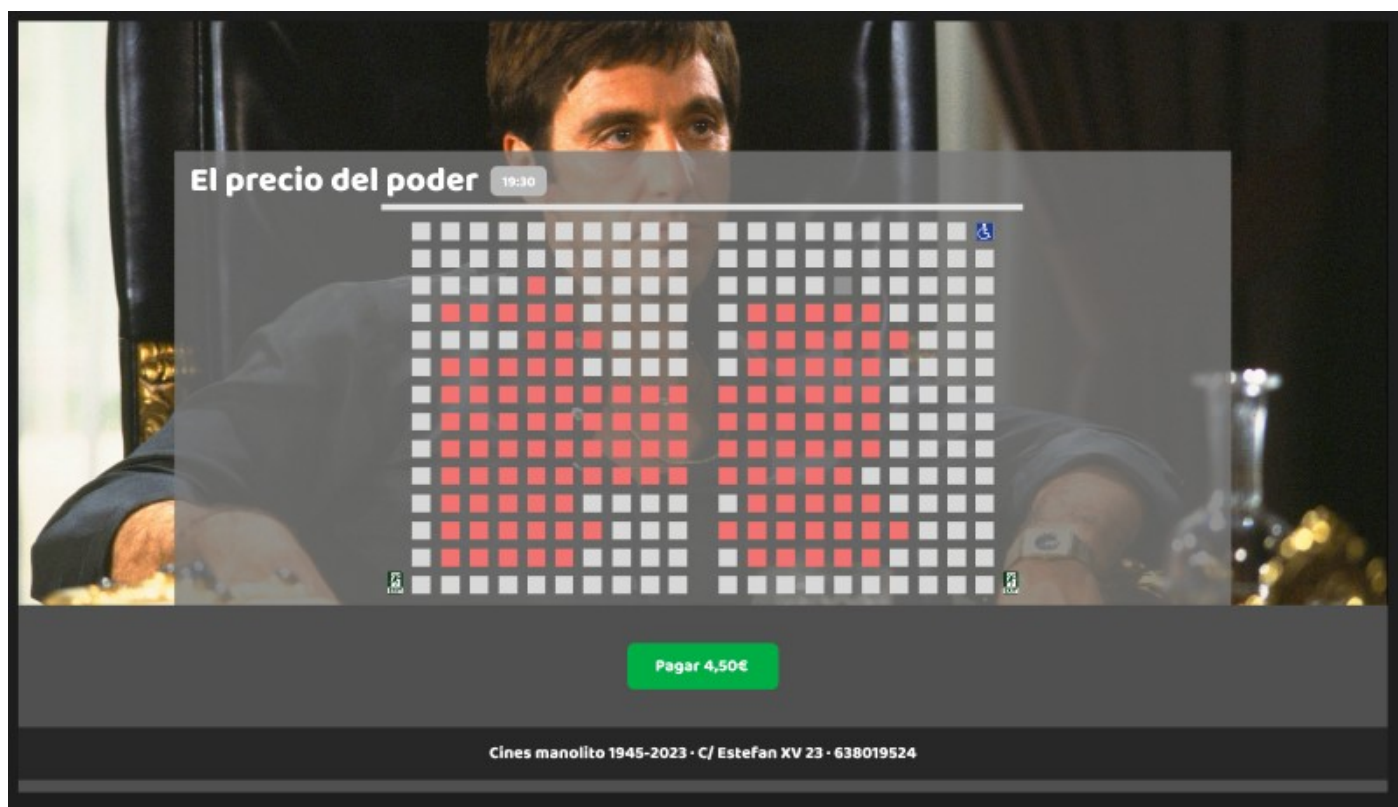 El precio del poder 19:30
Pagar 4,50€
Cines manolito 1945-2023 · C/ Estefan XV 23 · 638019524